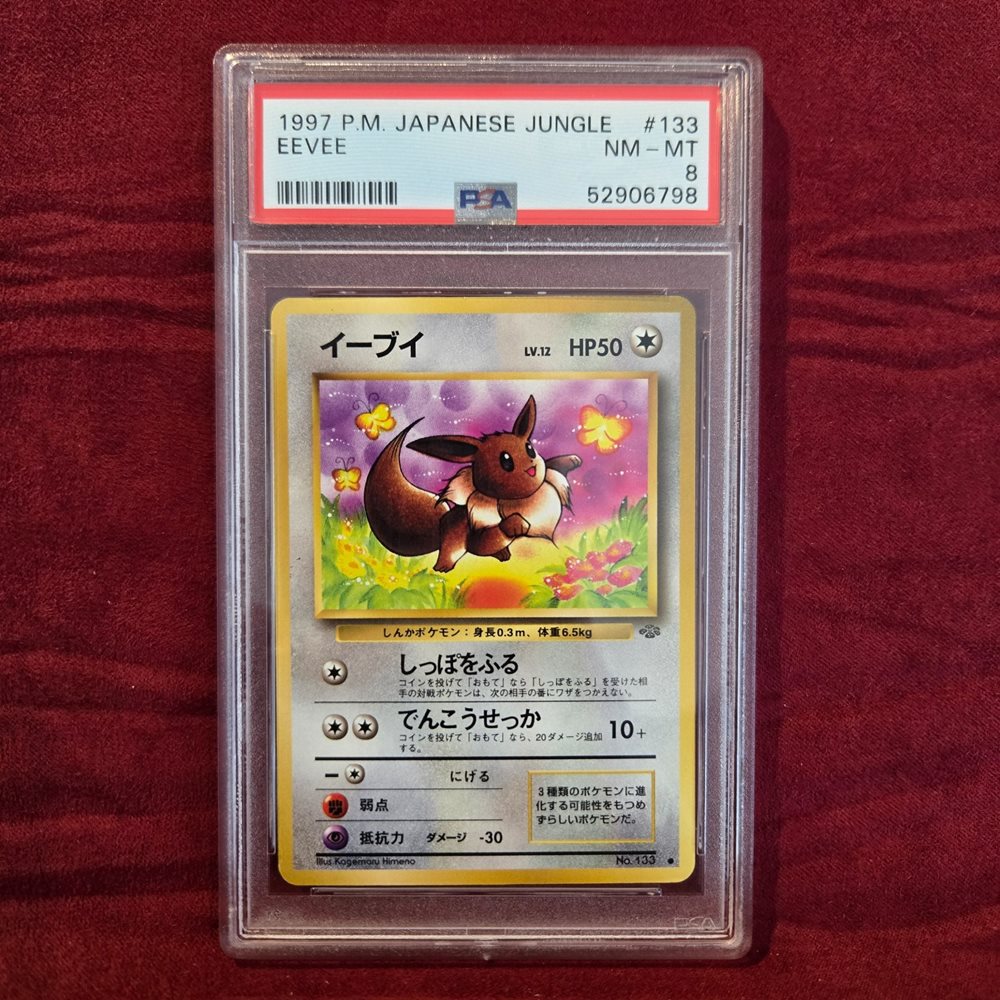 1997 P.M. JAPANESE JUNGLE #133
EEVEE NM - MT
8
PSA 52906798
イーブイ LV.12 HP50
しんかポケモン：身長0.3m、体重6.5kg
しっぽをふる
コインを投げて「おもて」なら「しっぽをふる」を受けた相
手の対戦ポケモンは、次の相手の番にワザをつかえない。
でんこうせっか 10+
コインを投げて「おもて」なら、20ダメージ追加
する。
にげる
弱点
抵抗力 ダメージ -30
3種類のポケモンに進
化する可能性をもつめ
ずらしいポケモンだ。
Illus. Kagemaru Himeno No. 133
PSA